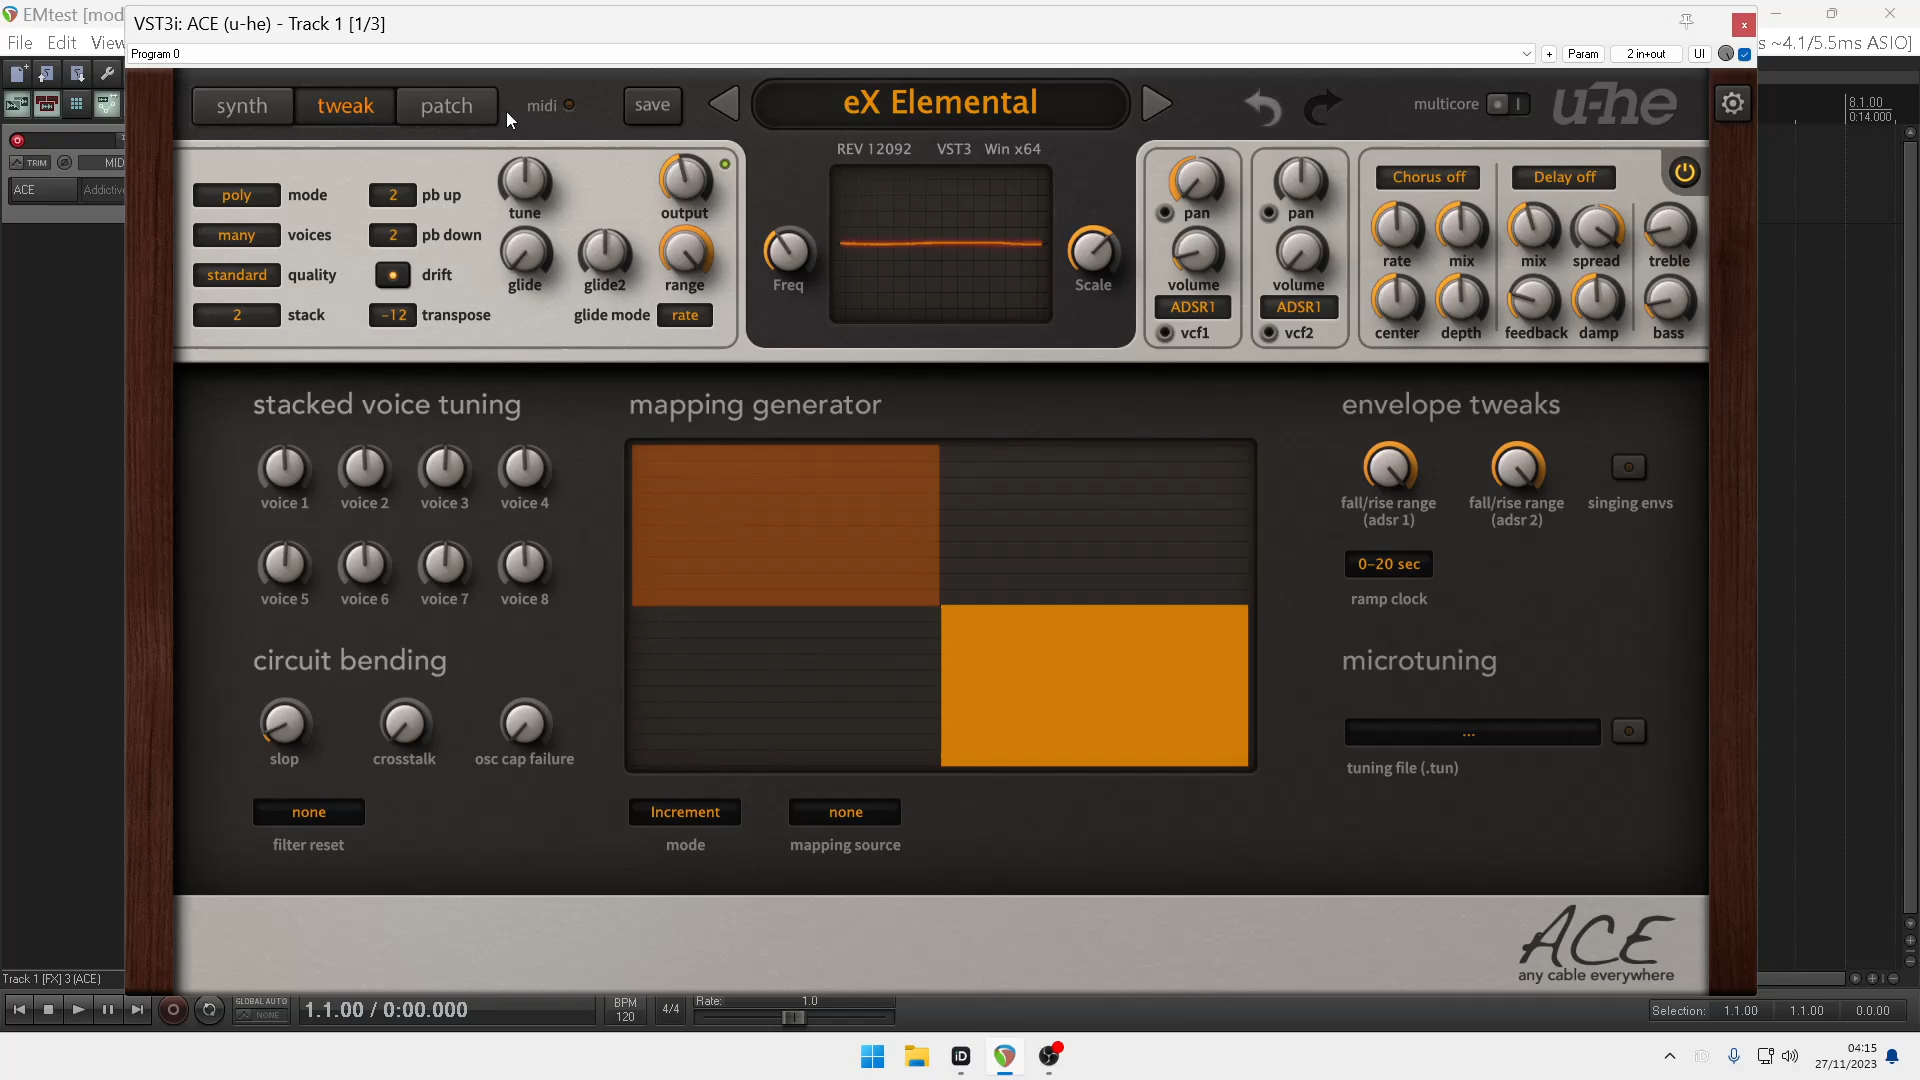 EMtest [mod
VST3i: ACE (u-he) - Track 1 [1/3]
File Edit View
Program 0
+ Param 2 in+out UI
s ~4.1/5.5ms ASIO]
synth tweak patch midi save eX Elemental multicore u-he
8.1.00
0:14.000
REV 12092 VST3 Win x64
TRIM MID
ACE Addictive
poly mode 2 pb up
many voices 2 pb down
standard quality drift
2 stack -12 transpose
tune output
glide glide2 range
glide mode rate
Freq Scale
pan pan
volume volume
ADSR1 ADSR1
vcf1 vcf2
Chorus off Delay off
rate mix mix spread treble
center depth feedback damp bass
stacked voice tuning
voice 1 voice 2 voice 3 voice 4
voice 5 voice 6 voice 7 voice 8
circuit bending
slop crosstalk osc cap failure
none
filter reset
mapping generator
Increment none
mode mapping source
envelope tweaks
fall/rise range fall/rise range singing envs
(adsr 1) (adsr 2)
0-20 sec
ramp clock
microtuning
...
tuning file (.tun)
ACE
any cable everywhere
Track 1 [FX] 3 (ACE)
GLOBAL AUTO
NONE
1.1.00 / 0:00.000
BPM
120
4/4
Rate: 1.0
Selection: 1.1.00 1.1.00 0.0.00
iD
04:15
27/11/2023